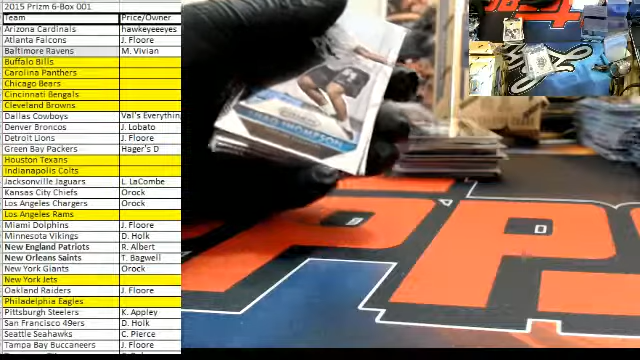 2015 Prizm 6-Box 001
Team Price/Owner
Arizona Cardinals hawkeyeeeyes
Atlanta Falcons J. Floore
Baltimore Ravens M. Vivian
Buffalo Bills
Carolina Panthers
Chicago Bears
Cincinnati Bengals
Cleveland Browns
Dallas Cowboys Val's Everythin
Denver Broncos J. Lobato
Detroit Lions J. Floore
Green Bay Packers Hager's D
Houston Texans
Indianapolis Colts
Jacksonville Jaguars L. LaCombe
Kansas City Chiefs Orock
Los Angeles Chargers Orock
Los Angeles Rams
Miami Dolphins J. Floore
Minnesota Vikings D. Holk
New England Patriots R. Albert
New Orleans Saints T. Bagwell
New York Giants Orock
New York Jets
Oakland Raiders J. Floore
Philadelphia Eagles
Pittsburgh Steelers K. Appley
San Francisco 49ers D. Holk
Seattle Seahawks C. Pierce
Tampa Bay Buccaneers J. Floore
THOMPSON
PPS